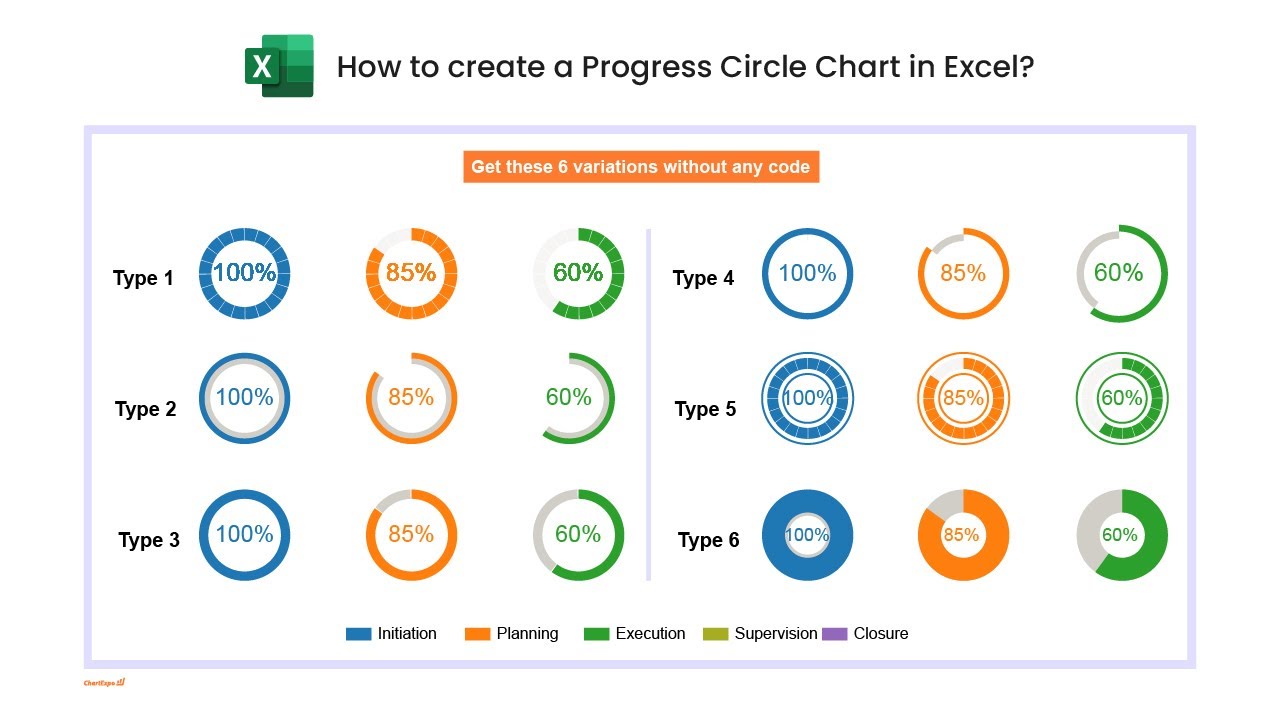 X
How to create a Progress Circle Chart in Excel?
Get these 6 variations without any code
Type 1 100% 85% 60%
Type 2 100% 85% 60%
Type 3 100% 85% 60%
Type 4 100% 85% 60%
Type 5 100% 85% 60%
Type 6 100% 85% 60%
Initiation Planning Execution Supervision Closure
ChartExpo